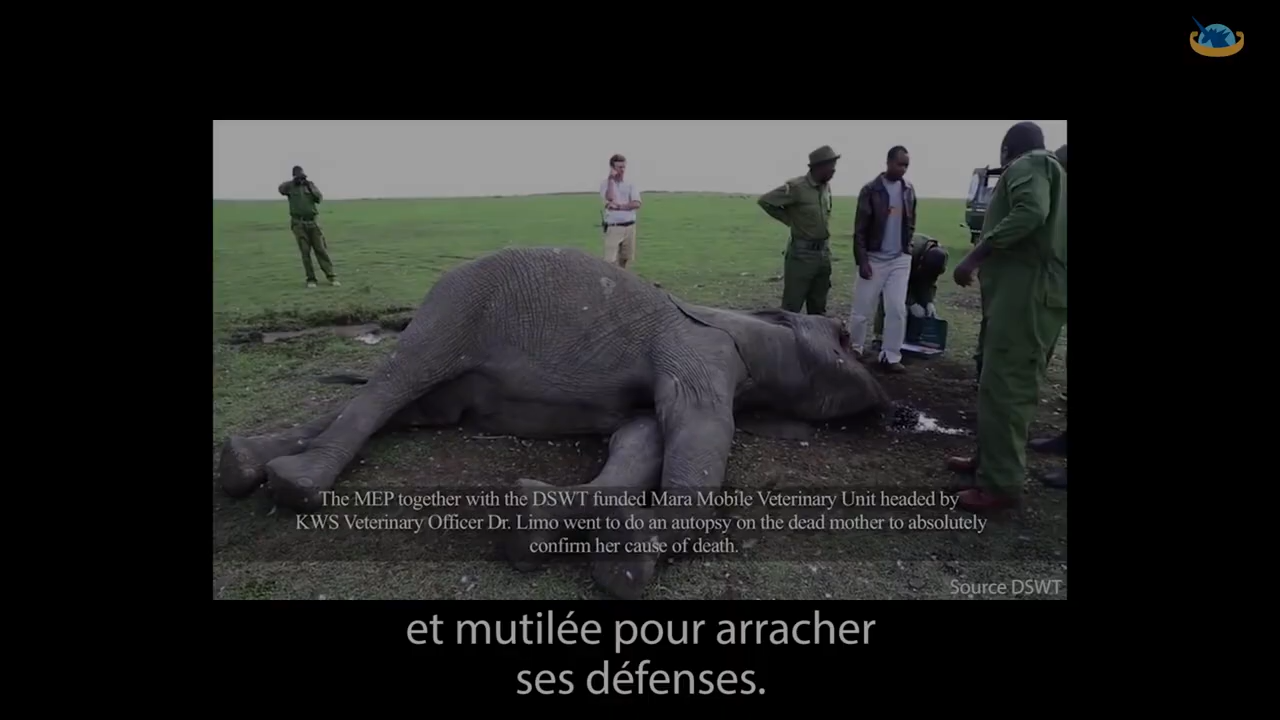 The MEP together with the DSWT funded Mara Mobile Veterinary Unit headed by
KWS Veterinary Officer Dr. Limo went to do an autopsy on the dead mother to absolutely
confirm her cause of death.
Source DSWT
et mutilée pour arracher
ses défenses.